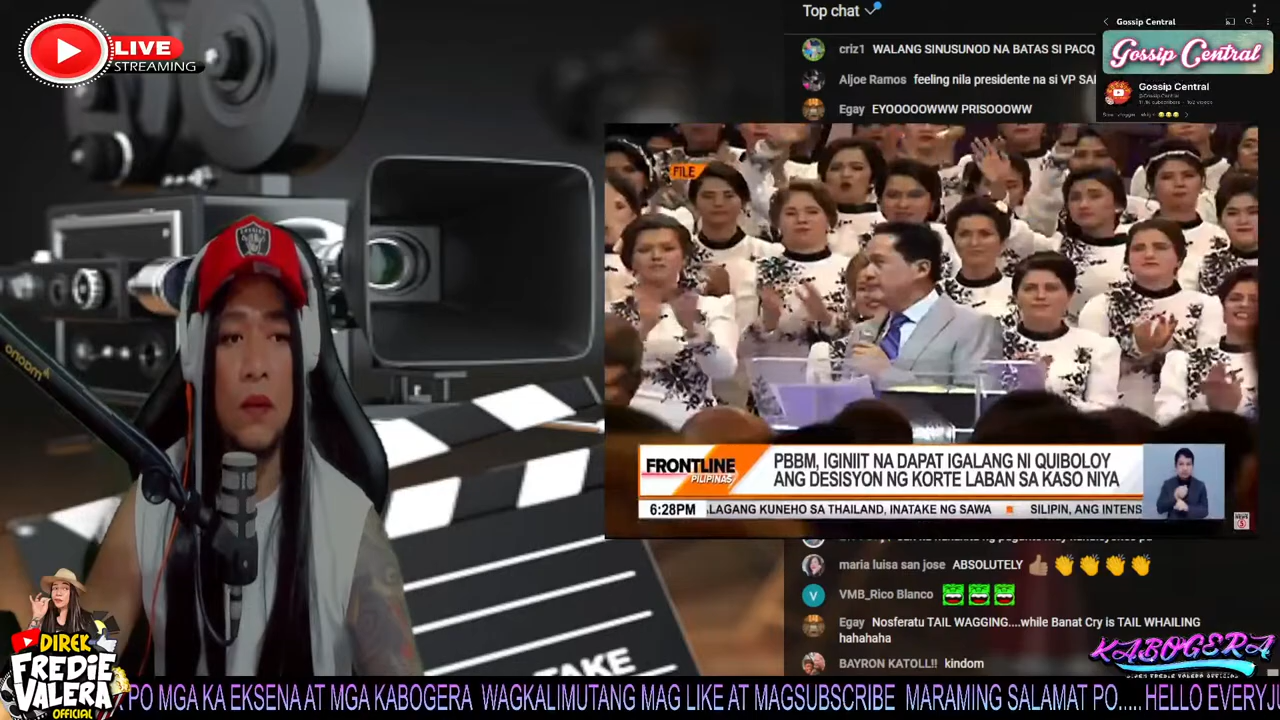 LIVE
STREAMING
maono
Top chat
criz1 WALANG SINUSUNOD NA BATAS SI PACQ
Aljoe Ramos feeling nila presidente na si VP SAI
Egay EYOOOOOWWW PRISOOOWW
Gossip Central
Gossip Central
Gossip Central
FILE
FRONTLINE
PILIPINAS
PBBM, IGINIIT NA DAPAT IGALANG NI QUIBOLOY
ANG DESISYON NG KORTE LABAN SA KASO NIYA
6:28PM
.LAGANG KUNEHO SA THAILAND, INATAKE NG SAWA SILIPIN, ANG INTENS
maria luisa san jose ABSOLUTELY
VMB_Rico Blanco
Egay Nosferatu TAIL WAGGING....while Banat Cry is TAIL WHAILING
hahahaha
BAYRON KATOLL!! kindom
KABOGERA
TAKE
DIREK
FREDIE
VALERA
OFFICIAL
PO MGA KA EKSENA AT MGA KABOGERA WAGKALIMUTANG MAG LIKE AT MAGSUBSCRIBE MARAMING SALAMAT PO..... HELLO EVERYJ